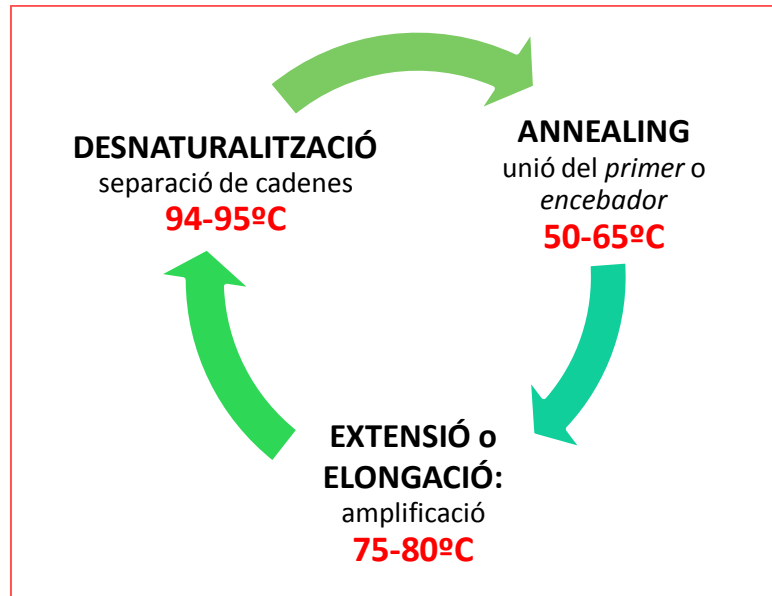 DESNATURALITZACIÓ
separació de cadenes
94-95ºC
ANNEALING
unió del primer o
encebador
50-65ºC
EXTENSIÓ o
ELONGACIÓ:
amplificació
75-80ºC